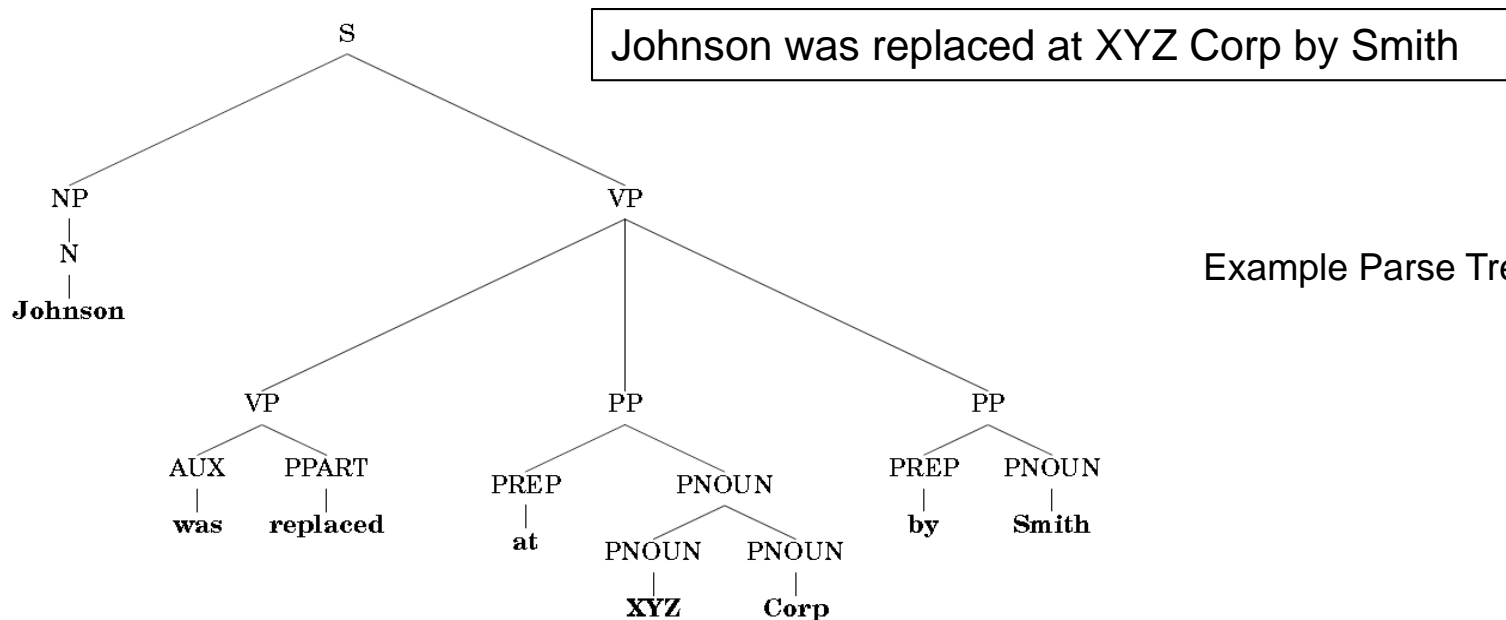 S
Johnson was replaced at XYZ Corp by Smith
NP VP
N
Example Parse Tre
Johnson
VP PP PP
AUX PPART PREP PNOUN PREP PNOUN
was replaced at by Smith
PNOUN PNOUN
XYZ Corp